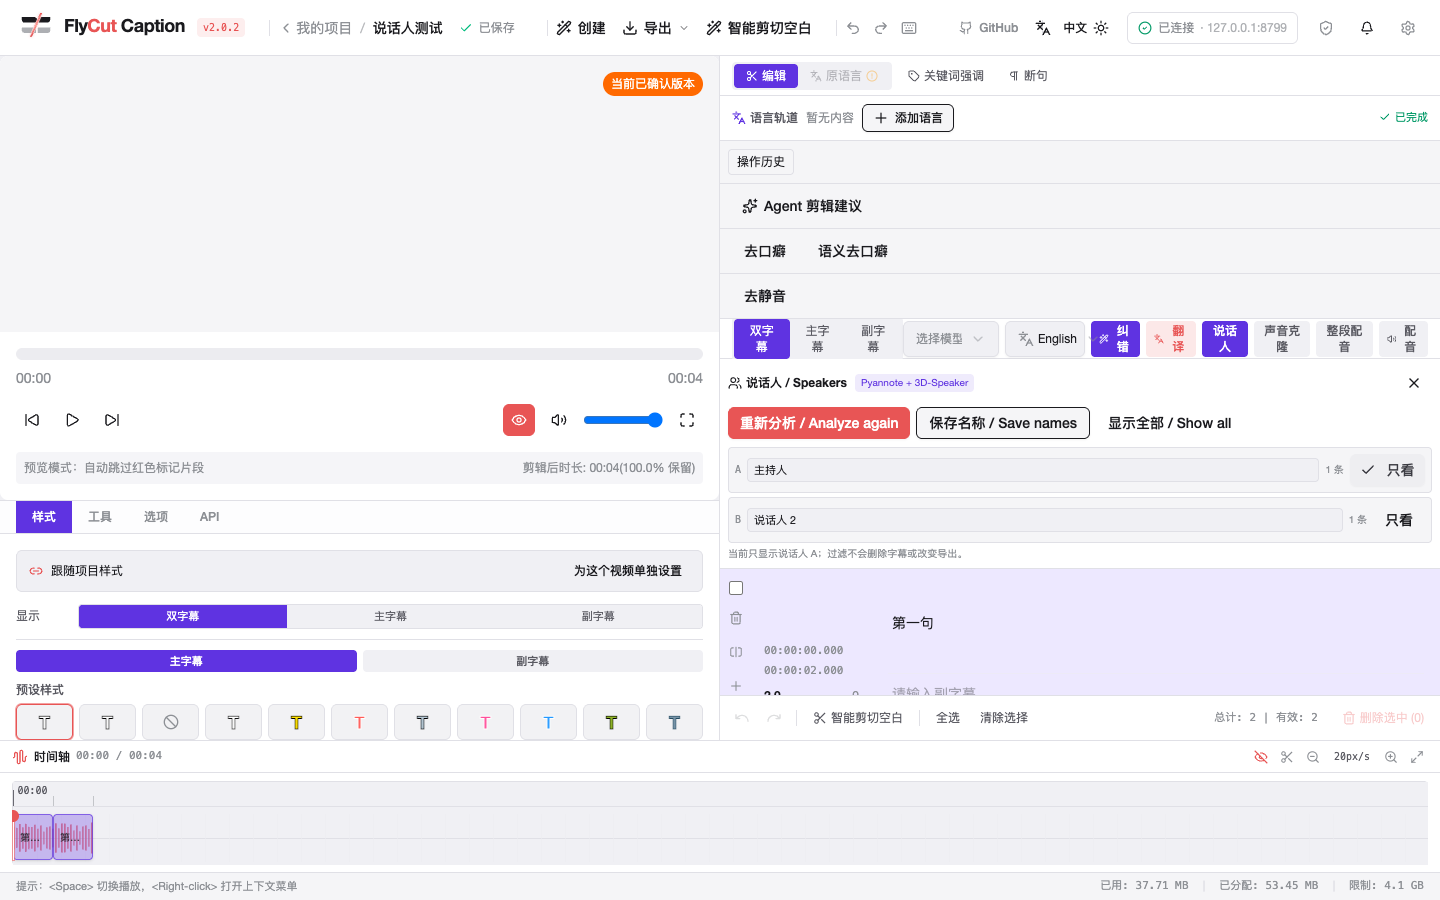 FlyCut Caption v2.0.2 我的项目 / 说话人测试 已保存 创建 导出 智能剪切空白 GitHub 中文 已连接 · 127.0.0.1:8799
当前已确认版本
00:00 00:04
预览模式：自动跳过红色标记片段 剪辑后时长: 00:04(100.0% 保留)
样式 工具 选项 API
跟随项目样式 为这个视频单独设置
显示 双字幕 主字幕 副字幕
主字幕 副字幕
预设样式
T T T T T T T T T T
编辑 原语言 关键词强调 断句
语言轨道 暂无内容 添加语言 已完成
操作历史
Agent 剪辑建议
去口癖 语义去口癖
去静音
双字幕 主字幕 副字幕 选择模型 English 纠错 翻译 说话人 声音克隆 整段配音 配音
说话人 / Speakers Pyannote + 3D-Speaker
重新分析 / Analyze again 保存名称 / Save names 显示全部 / Show all
A 主持人 1 条 只看
B 说话人 2 1 条 只看
当前只显示说话人 A；过滤不会删除字幕或改变导出。
第一句
00:00:00.000
00:00:02.000
请输入副字幕
智能剪切空白 全选 清除选择 总计: 2 | 有效: 2 删除选中 (0)
时间轴 00:00 / 00:04 20px/s
00:00
第... 第...
提示: <Space> 切换播放，<Right-click> 打开上下文菜单 已用: 37.71 MB 已分配: 53.45 MB 限制: 4.1 GB